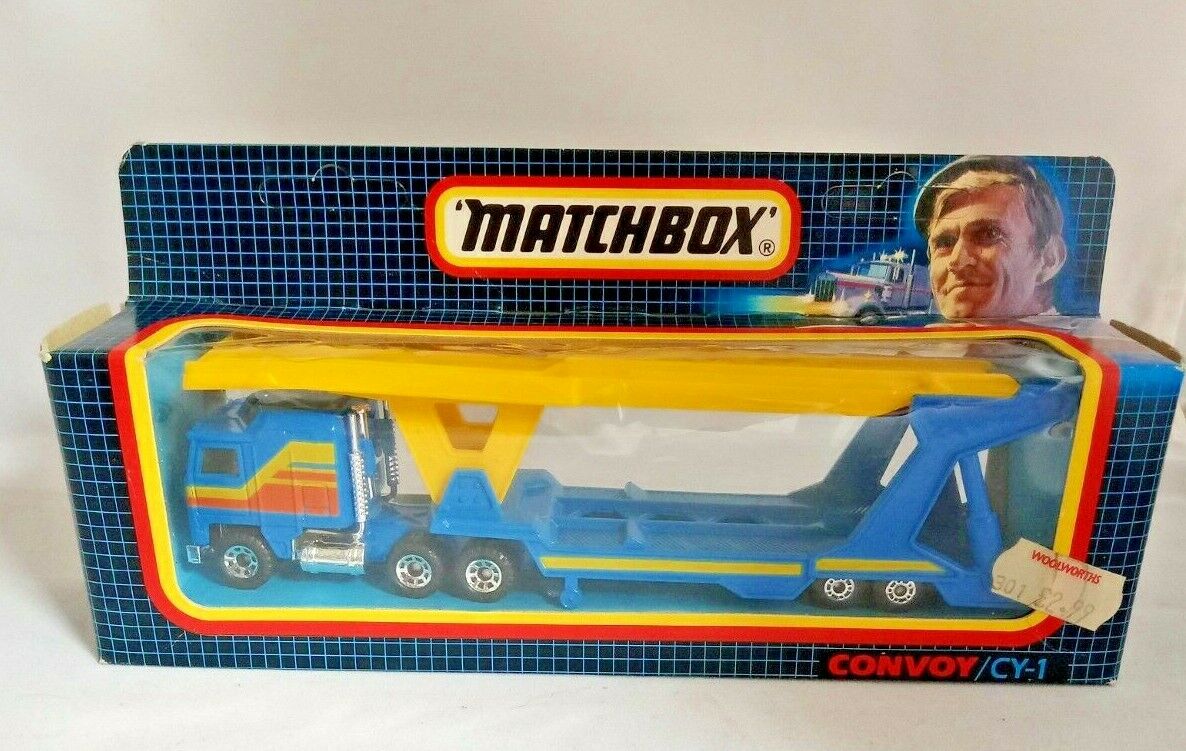 'MATCHBOX'®
WOOLWORTHS
301 £2.99
CONVOY/CY-1